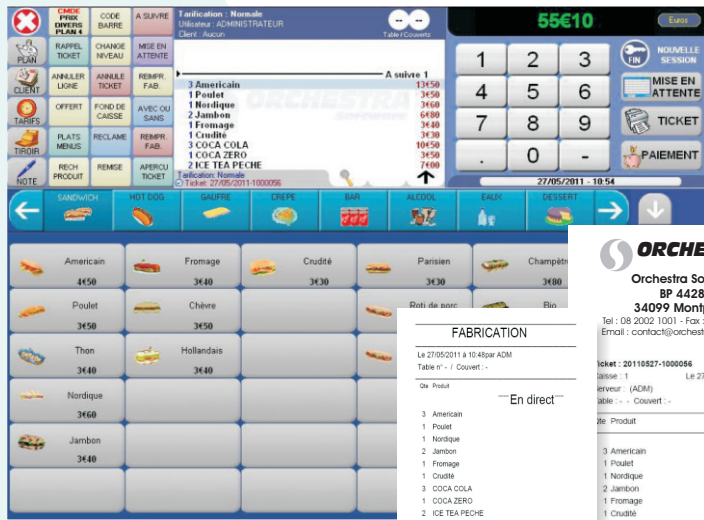 CMDE
PRIX
DIVERS
PLAN 4
CODE
BARRE
A SUIVRE
RAPPEL
TICKET
CHANGE
NIVEAU
MISE EN
ATTENTE
PLAN
ANNULER
LIGNE
ANNULE
TICKET
REIMPR.
FAB.
CLIENT
OFFERT
FOND DE
CAISSE
AVEC OU
SANS
TARIFS
PLATS
MENUS
RECLAME
REIMPR.
FAB.
TIROIR
RECH
PRODUIT
REMISE
APERCU
TICKET
NOTE
Tarification : Normale
Utilisateur : ADMINISTRATEUR
Client : Aucun
-- --
Table / Couverts
A suivre 1
3 Americain 13€50
1 Poulet 3€50
1 Nordique 3€60
2 Jambon 6€80
1 Fromage 3€40
1 Crudité 3€30
3 COCA COLA 10€50
1 COCA ZERO 3€50
2 ICE TEA PECHE 7€00
ORCHESTRA
SOFTWARE
Tarification: Normale
Ticket: 27/05/2011-1000056
55€10
Euros
1 2 3
4 5 6
7 8 9
. 0 -
FIN
NOUVELLE
SESSION
MISE EN
ATTENTE
TICKET
PAIEMENT
27/05/2011 - 10:54
SANDWICH HOT DOG GAUFRE CREPE BAR ALCOOL EAUX DESSERT
Americain
4€50
Fromage
3€40
Crudité
3€30
Parisien
3€30
Champêtre
3€80
Poulet
3€50
Chèvre
3€50
Roti de porc
Bio
Thon
3€40
Hollandais
3€40
Nordique
3€60
Jambon
3€40
FABRICATION
Le 27/05/2011 à 10:48par ADM
Table n° - / Couvert : -
Qte Produit
En direct
3 Americain
1 Poulet
1 Nordique
2 Jambon
1 Fromage
1 Crudité
3 COCA COLA
1 COCA ZERO
2 ICE TEA PECHE
ORCHE
Orchestra So
BP 4428
34099 Montp
Tel : 08 2002 1001 - Fax :
Email : contact@orchest
Ticket : 20110527-1000056
Caisse : 1 Le 27
Serveur : (ADM)
Table : - - Couvert : -
Qte Produit
3 Americain
1 Poulet
1 Nordique
2 Jambon
1 Fromage
1 Crudité